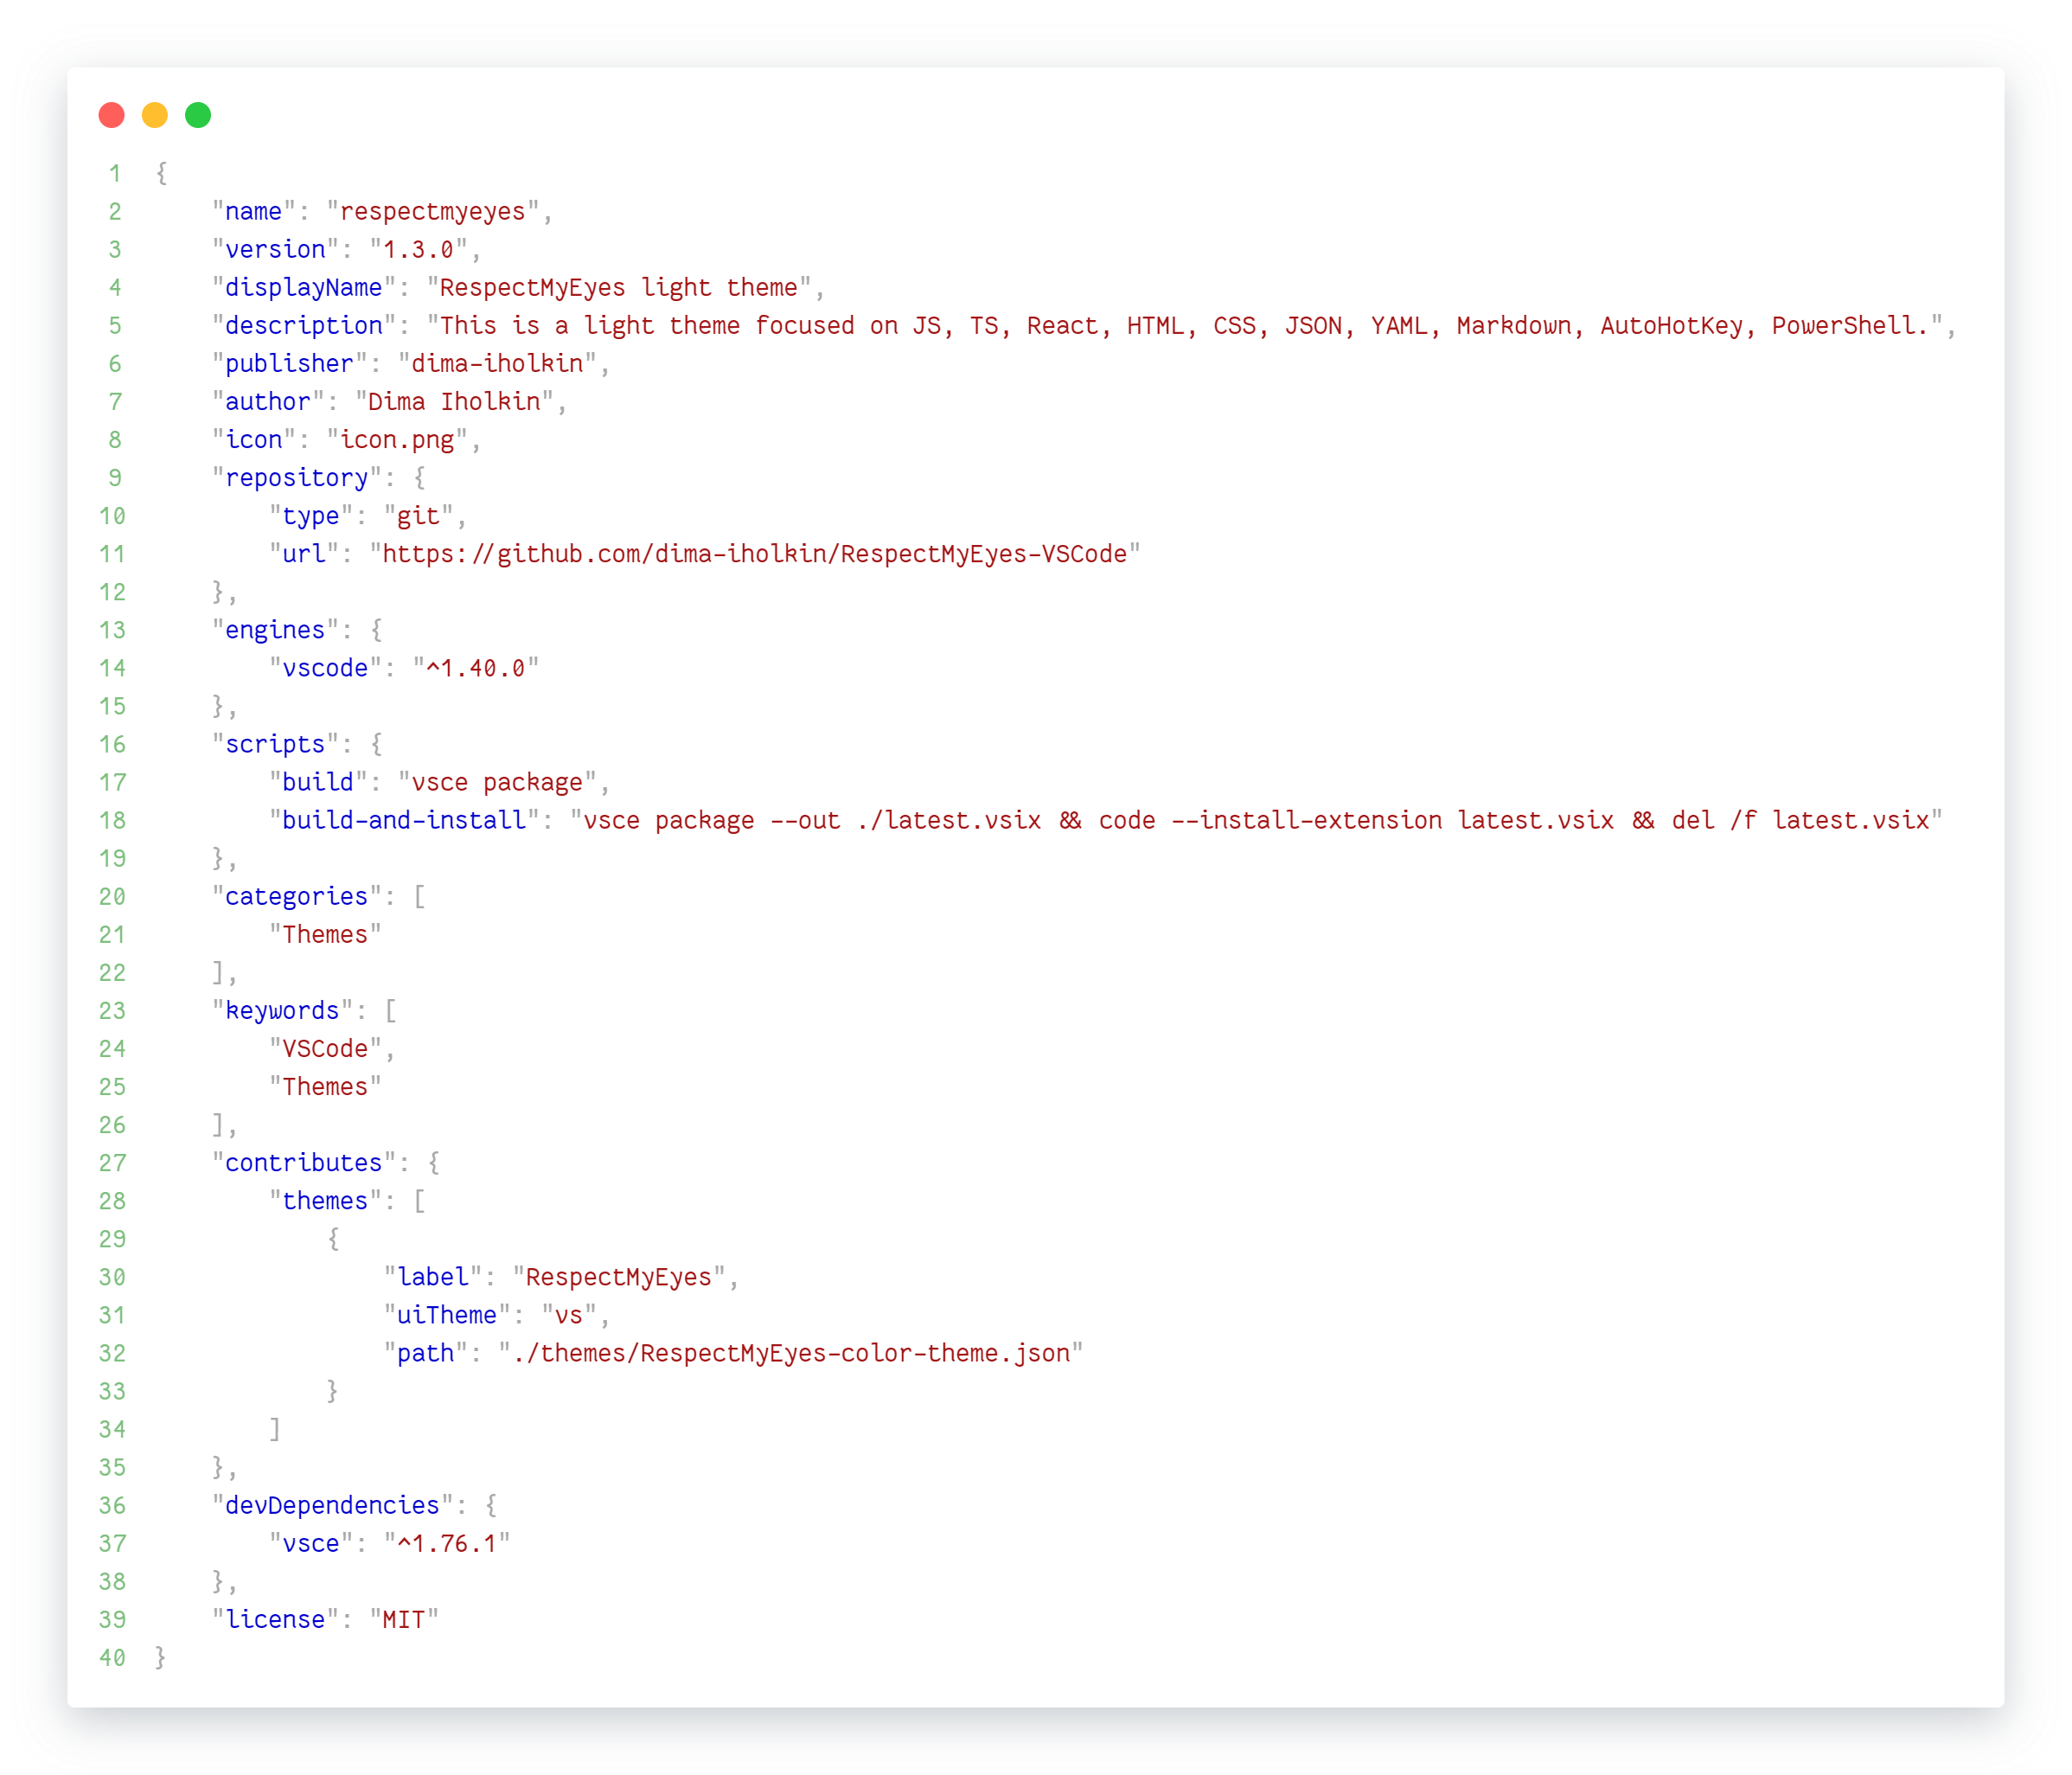 1 {
2     "name": "respectmyeyes",
3     "version": "1.3.0",
4     "displayName": "RespectMyEyes light theme",
5     "description": "This is a light theme focused on JS, TS, React, HTML, CSS, JSON, YAML, Markdown, AutoHotKey, PowerShell.",
6     "publisher": "dima-iholkin",
7     "author": "Dima Iholkin",
8     "icon": "icon.png",
9     "repository": {
10         "type": "git",
11         "url": "https://github.com/dima-iholkin/RespectMyEyes-VSCode"
12     },
13     "engines": {
14         "vscode": "^1.40.0"
15     },
16     "scripts": {
17         "build": "vsce package",
18         "build-and-install": "vsce package --out ./latest.vsix && code --install-extension latest.vsix && del /f latest.vsix"
19     },
20     "categories": [
21         "Themes"
22     ],
23     "keywords": [
24         "VSCode",
25         "Themes"
26     ],
27     "contributes": {
28         "themes": [
29             {
30                 "label": "RespectMyEyes",
31                 "uiTheme": "vs",
32                 "path": "./themes/RespectMyEyes-color-theme.json"
33             }
34         ]
35     },
36     "devDependencies": {
37         "vsce": "^1.76.1"
38     },
39     "license": "MIT"
40 }